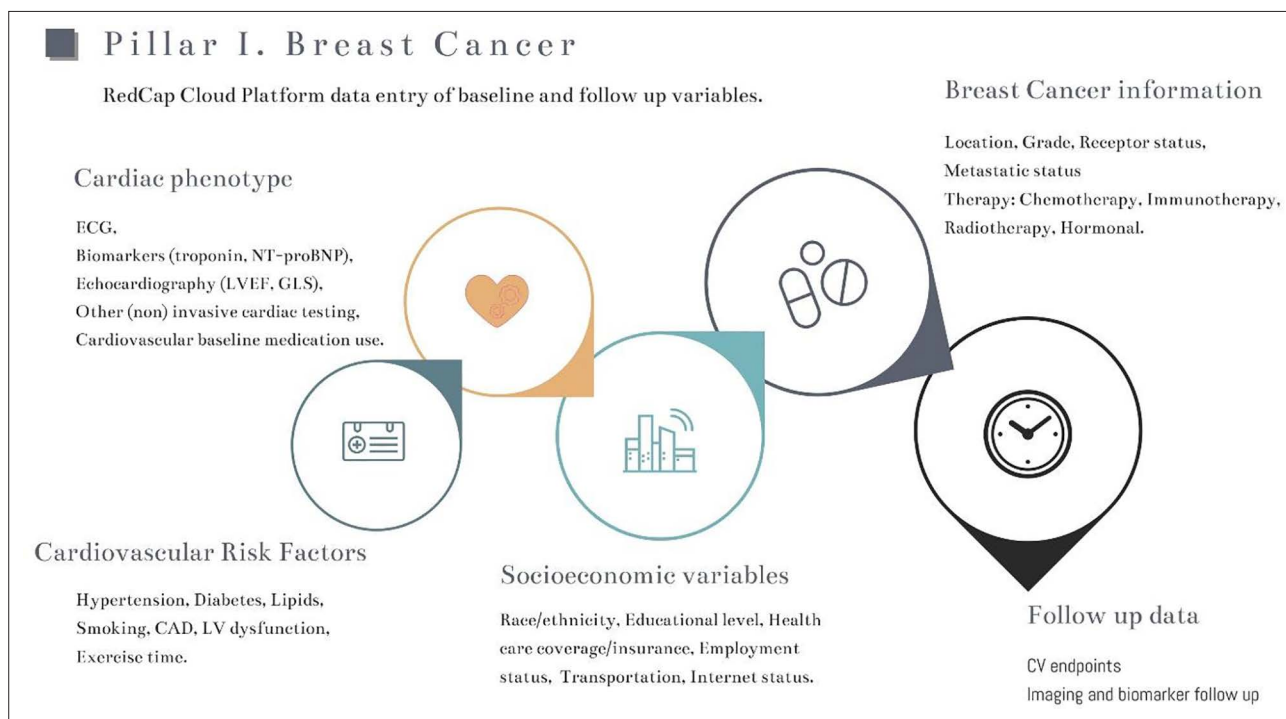 Pillar I. Breast Cancer
RedCap Cloud Platform data entry of baseline and follow up variables.
Breast Cancer information
Location, Grade, Receptor status,
Metastatic status
Therapy: Chemotherapy, Immunotherapy,
Radiotherapy, Hormonal.
Cardiac phenotype
ECG,
Biomarkers (troponin, NT-proBNP),
Echocardiography (LVEF, GLS),
Other (non) invasive cardiac testing,
Cardiovascular baseline medication use.
Cardiovascular Risk Factors
Hypertension, Diabetes, Lipids,
Smoking, CAD, LV dysfunction,
Exercise time.
Socioeconomic variables
Race/ethnicity, Educational level, Health
care coverage/insurance, Employment
status, Transportation, Internet status.
Follow up data
CV endpoints
Imaging and biomarker follow up